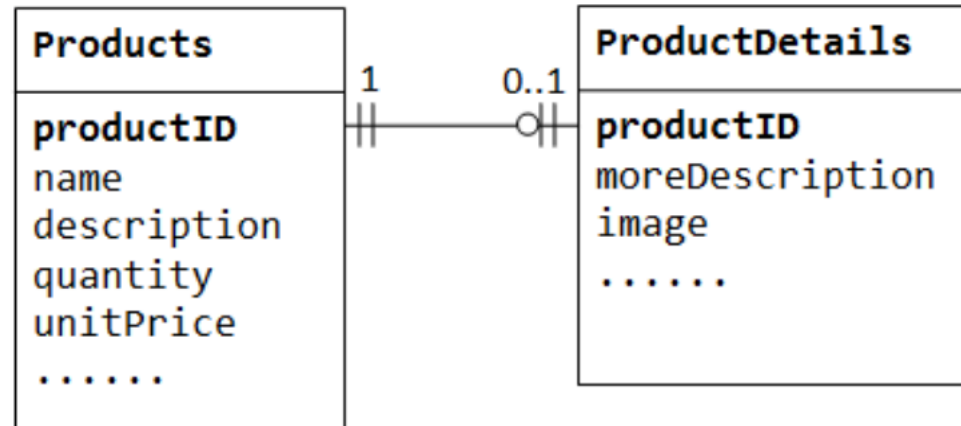 Products
productID
name
description
quantity
unitPrice
......
1
0..1
ProductDetails
productID
moreDescription
image
......